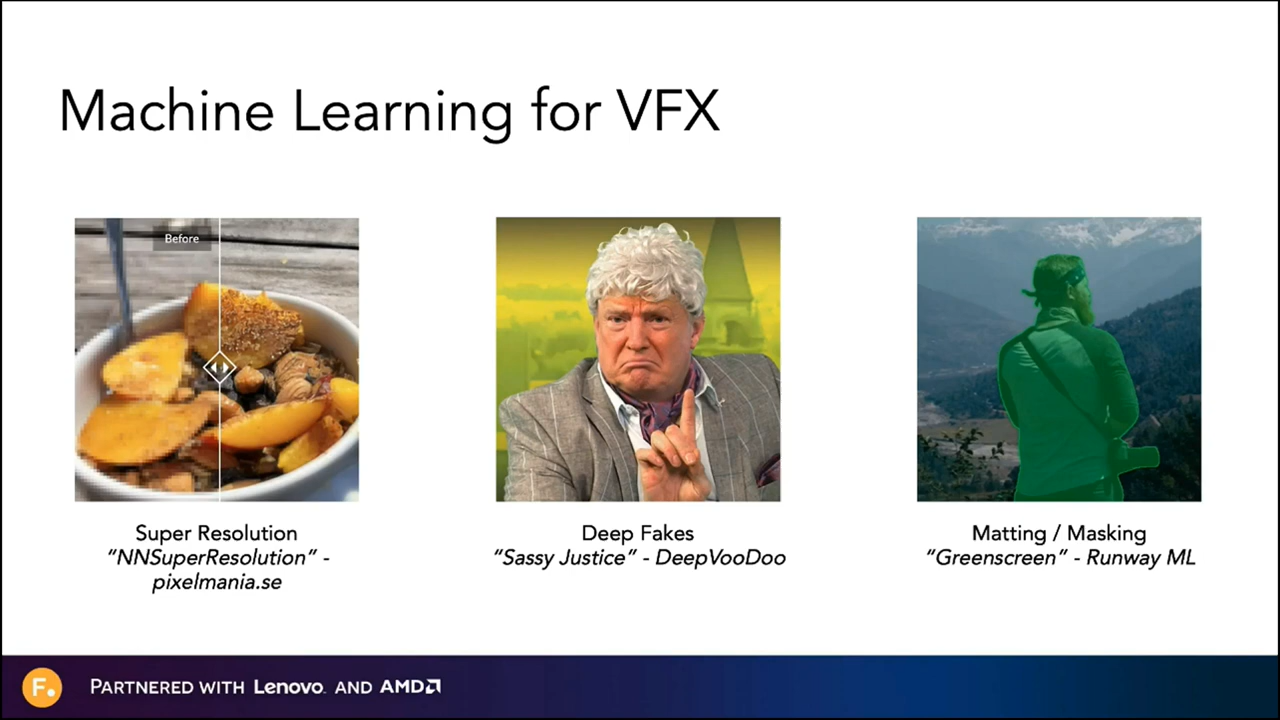 Machine Learning for VFX
Before
Super Resolution
“NNSuperResolution” -
pixelmania.se
Deep Fakes
“Sassy Justice” - DeepVooDoo
Matting / Masking
“Greenscreen” - Runway ML
F.
PARTNERED WITH Lenovo. AND AMD